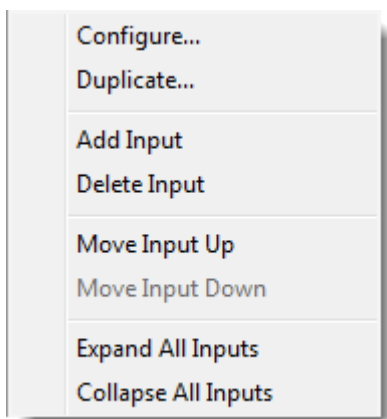 Configure...
Duplicate...
Add Input
Delete Input
Move Input Up
Move Input Down
Expand All Inputs
Collapse All Inputs